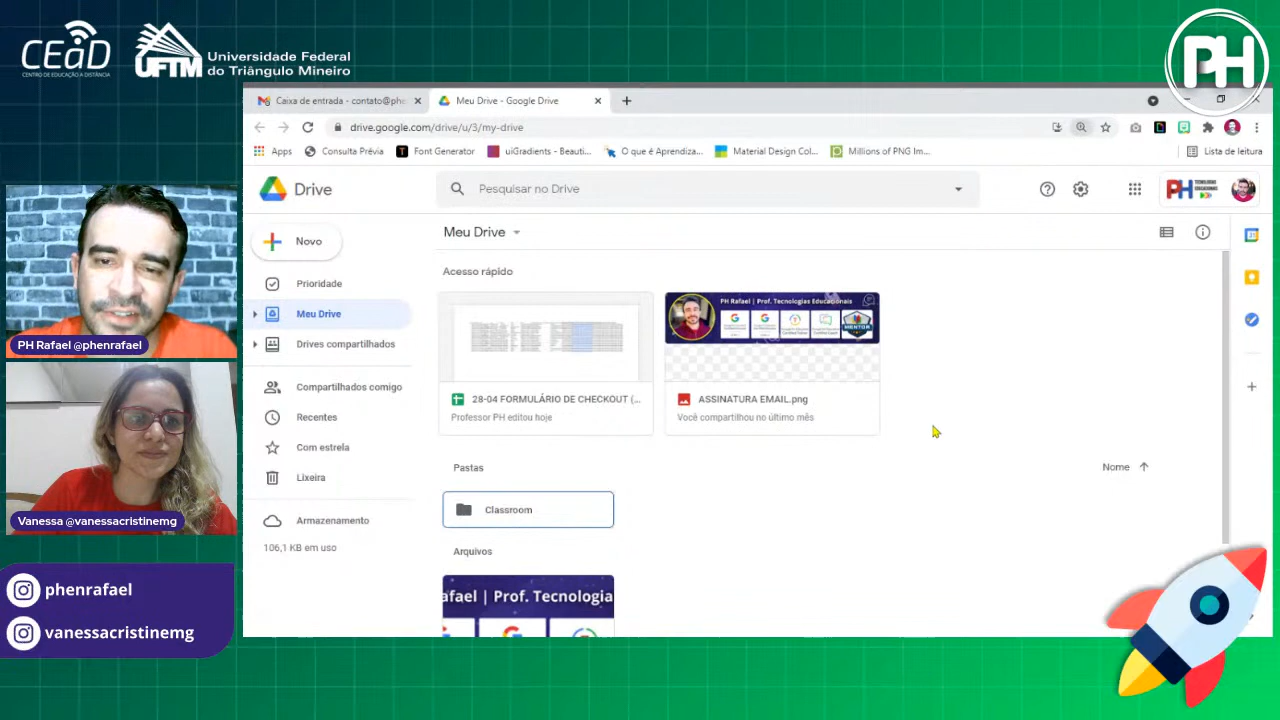 CEaD
CENTRO DE EDUCAÇÃO A DISTÂNCIA
UFTM
Universidade Federal
do Triângulo Mineiro
PH
Caixa de entrada - contato@phe
Meu Drive - Google Drive
drive.google.com/drive/u/3/my-drive
Apps
Consulta Prévia
Font Generator
uiGradients - Beauti...
O que é Aprendiza...
Material Design Col...
Millions of PNG Im...
Lista de leitura
Drive
Pesquisar no Drive
PH TECNOLOGIAS
EDUCACIONAIS
Novo
Meu Drive
Acesso rápido
Prioridade
Meu Drive
Drives compartilhados
Compartilhados comigo
Recentes
Com estrela
Lixeira
Armazenamento
106,1 KB em uso
PH Rafael | Prof. Tecnologias Educacionais
MENTOR
28-04 FORMULÁRIO DE CHECKOUT (...
Professor PH editou hoje
ASSINATURA EMAIL.png
Você compartilhou no último mês
Pastas
Nome
Classroom
Arquivos
afael | Prof. Tecnologia
PH Rafael @phenrafael
Vanessa @vanessacristinemg
phenrafael
vanessacristinemg